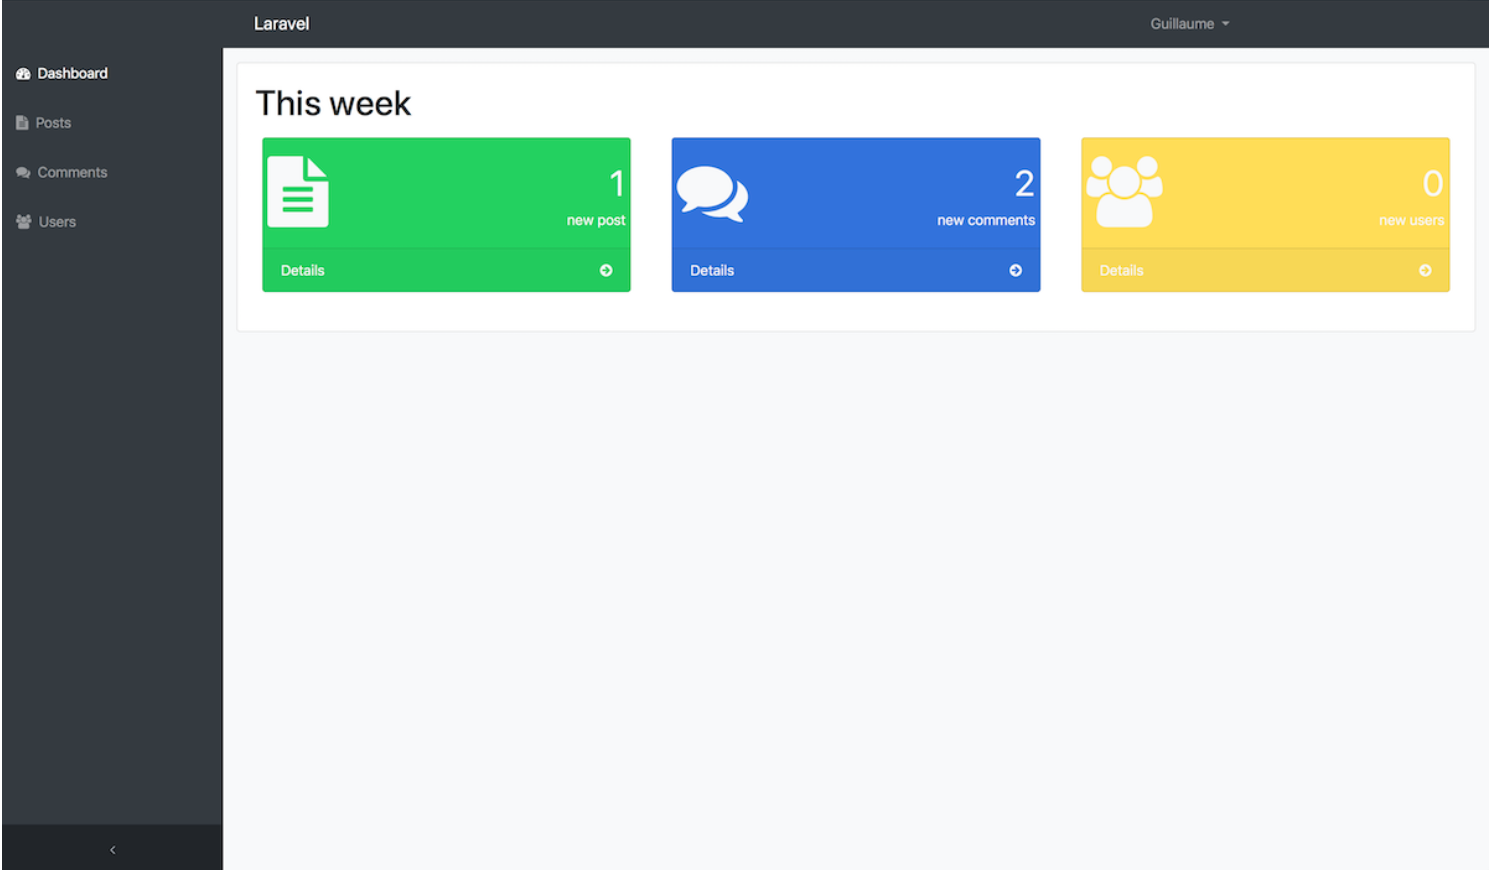 Laravel
Guillaume
Dashboard
Posts
Comments
Users
This week
1
new post
Details
2
new comments
Details
0
new users
Details